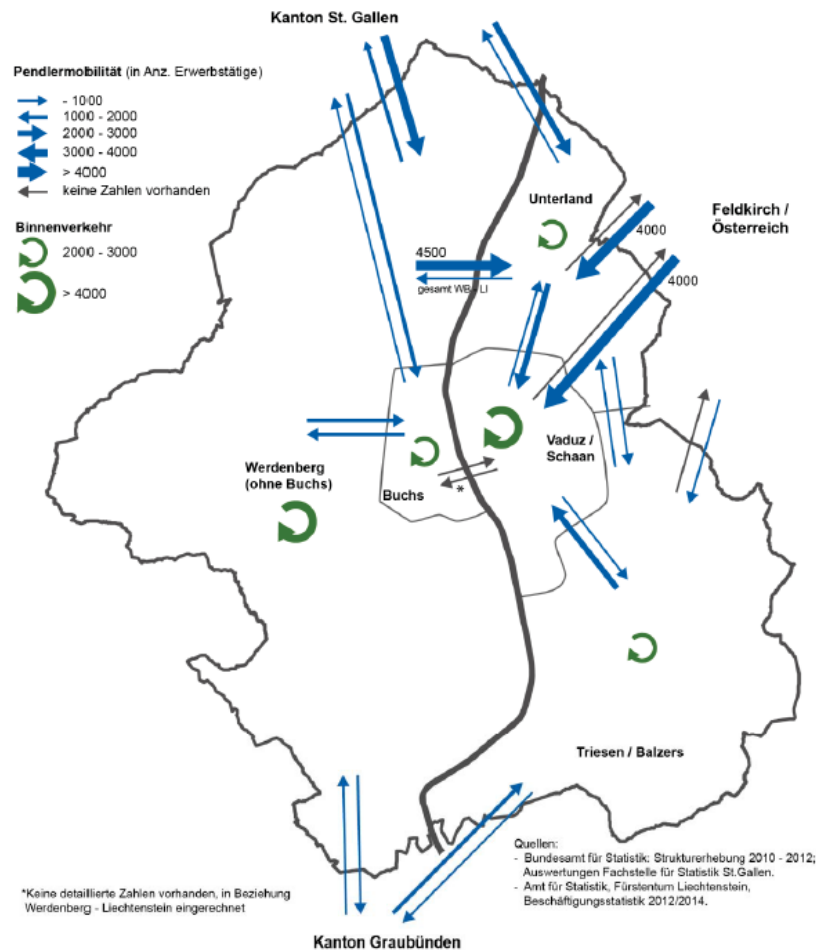 Kanton St. Gallen
Pendlermobilität (in Anz. Erwerbstätige)
- 1000
1000 - 2000
2000 - 3000
3000 - 4000
> 4000
keine Zahlen vorhanden
Binnenverkehr
2000 - 3000
> 4000
Unterland
Feldkirch /
Österreich
4000
4500
gesamt WB - LI
4000
Vaduz /
Schaan
Werdenberg
(ohne Buchs)
Buchs
*
Triesen / Balzers
*Keine detaillierte Zahlen vorhanden, in Beziehung
Werdenberg - Liechtenstein eingerechnet
Quellen:
- Bundesamt für Statistik: Strukturerhebung 2010 - 2012;
Auswertungen Fachstelle für Statistik St.Gallen.
- Amt für Statistik, Fürstentum Liechtenstein,
Beschäftigungsstatistik 2012/2014.
Kanton Graubünden